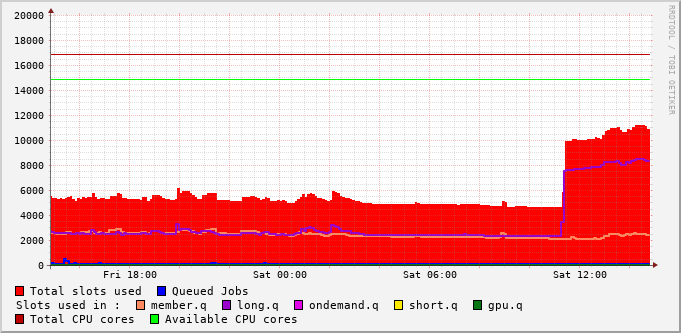 20000
18000
16000
14000
12000
10000
8000
6000
4000
2000
0
Fri 18:00 Sat 00:00 Sat 06:00 Sat 12:00
RRDTOOL / TOBI OETIKER
Total slots used Queued Jobs
Slots used in : member.q long.q ondemand.q short.q gpu.q
Total CPU cores Available CPU cores